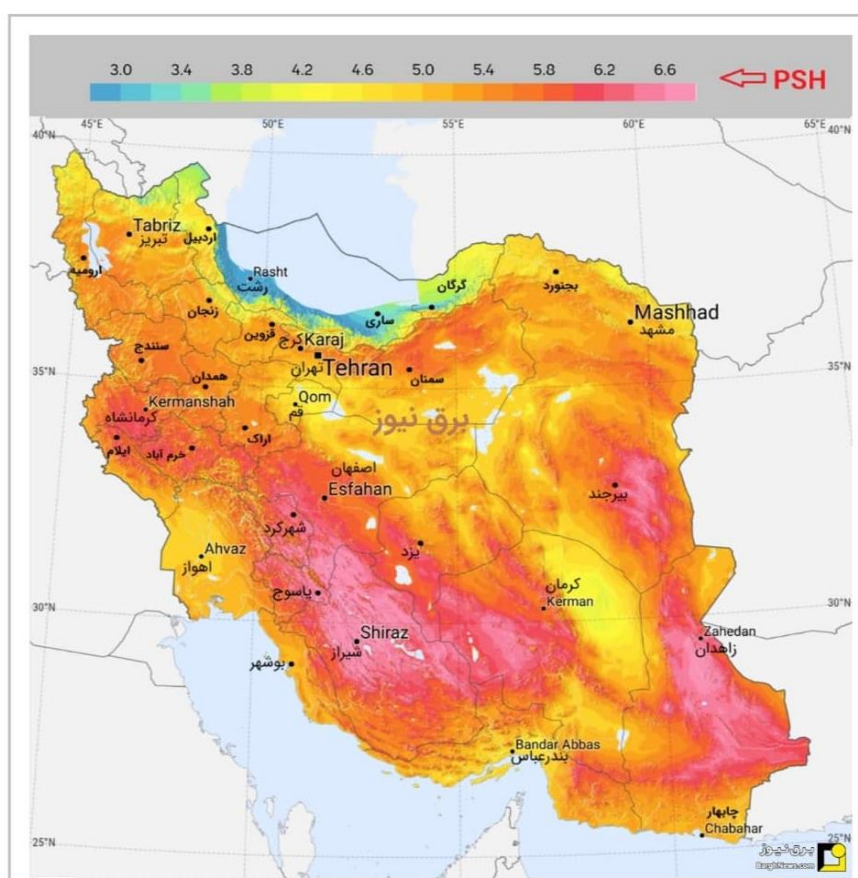 3.0 3.4 3.8 4.2 4.6 5.0 5.4 5.8 6.2 6.6 PSH
40°N 45°E 50°E 55°E 60°E 65°E 40°N
Tabriz
تبریز
اردبیل
ارومیه
Rasht
رشت
گرگان
بجنورد
زنجان
ساری
Mashhad
مشهد
قزوین
کرج Karaj
سنندج
تهران Tehran
35°N
سمنان
35°N
همدان
Kermanshah
کرمانشاه
Qom
قم
برق نیوز
ایلام
خرم آباد
اراک
اصفهان
Esfahan
بیرجند
شهرکرد
Ahvaz
اهواز
یزد
یاسوج
کرمان
Kerman
30°N
30°N
Shiraz
شیراز
Zahedan
زاهدان
بوشهر
Bandar Abbas
بندرعباس
چابهار
Chabahar
25°N
25°N
برق نیوز
BarghNews.com